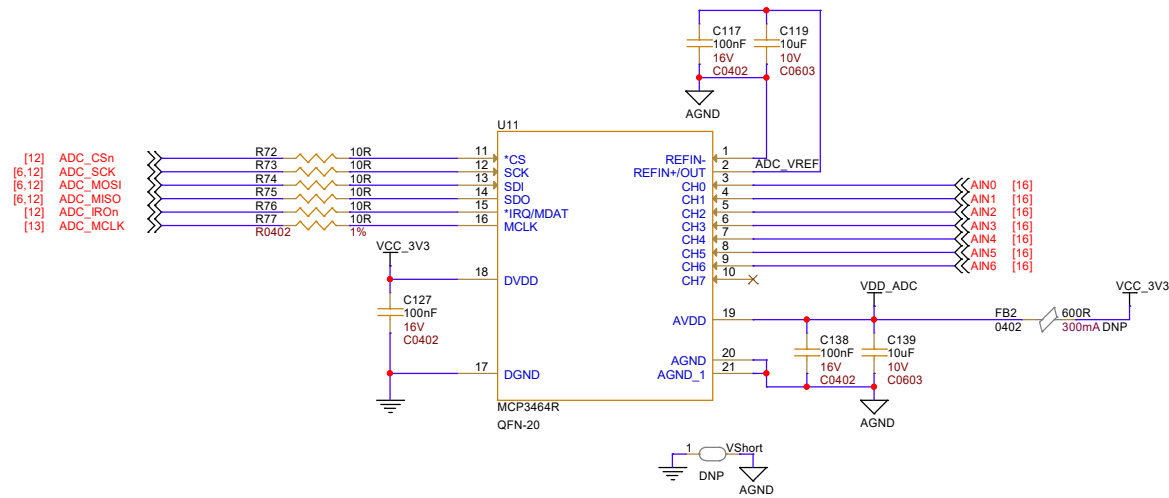 C117
100nF
16V
C0402
C119
10uF
10V
C0603
AGND
U11
[12] ADC_CSn R72 10R 11 *CS
[6,12] ADC_SCK R73 10R 12 SCK
[6,12] ADC_MOSI R74 10R 13 SDI
[6,12] ADC_MISO R75 10R 14 SDO
[12] ADC_IROn R76 10R 15 *IRQ/MDAT
[13] ADC_MCLK R77 10R 16 MCLK
R0402 1%
REFIN- 1
REFIN+/OUT 2 ADC_VREF
CH0 3 AIN0 [16]
CH1 4 AIN1 [16]
CH2 5 AIN2 [16]
CH3 6 AIN3 [16]
CH4 7 AIN4 [16]
CH5 8 AIN5 [16]
CH6 9 AIN6 [16]
CH7 10
VCC_3V3
18 DVDD
C127
100nF
16V
C0402
17 DGND
VDD_ADC
VCC_3V3
AVDD 19
FB2 600R
0402 300mA DNP
C138
100nF
16V
C0402
C139
10uF
10V
C0603
AGND 20
AGND_1 21
AGND
MCP3464R
QFN-20
1 VShort
DNP
AGND